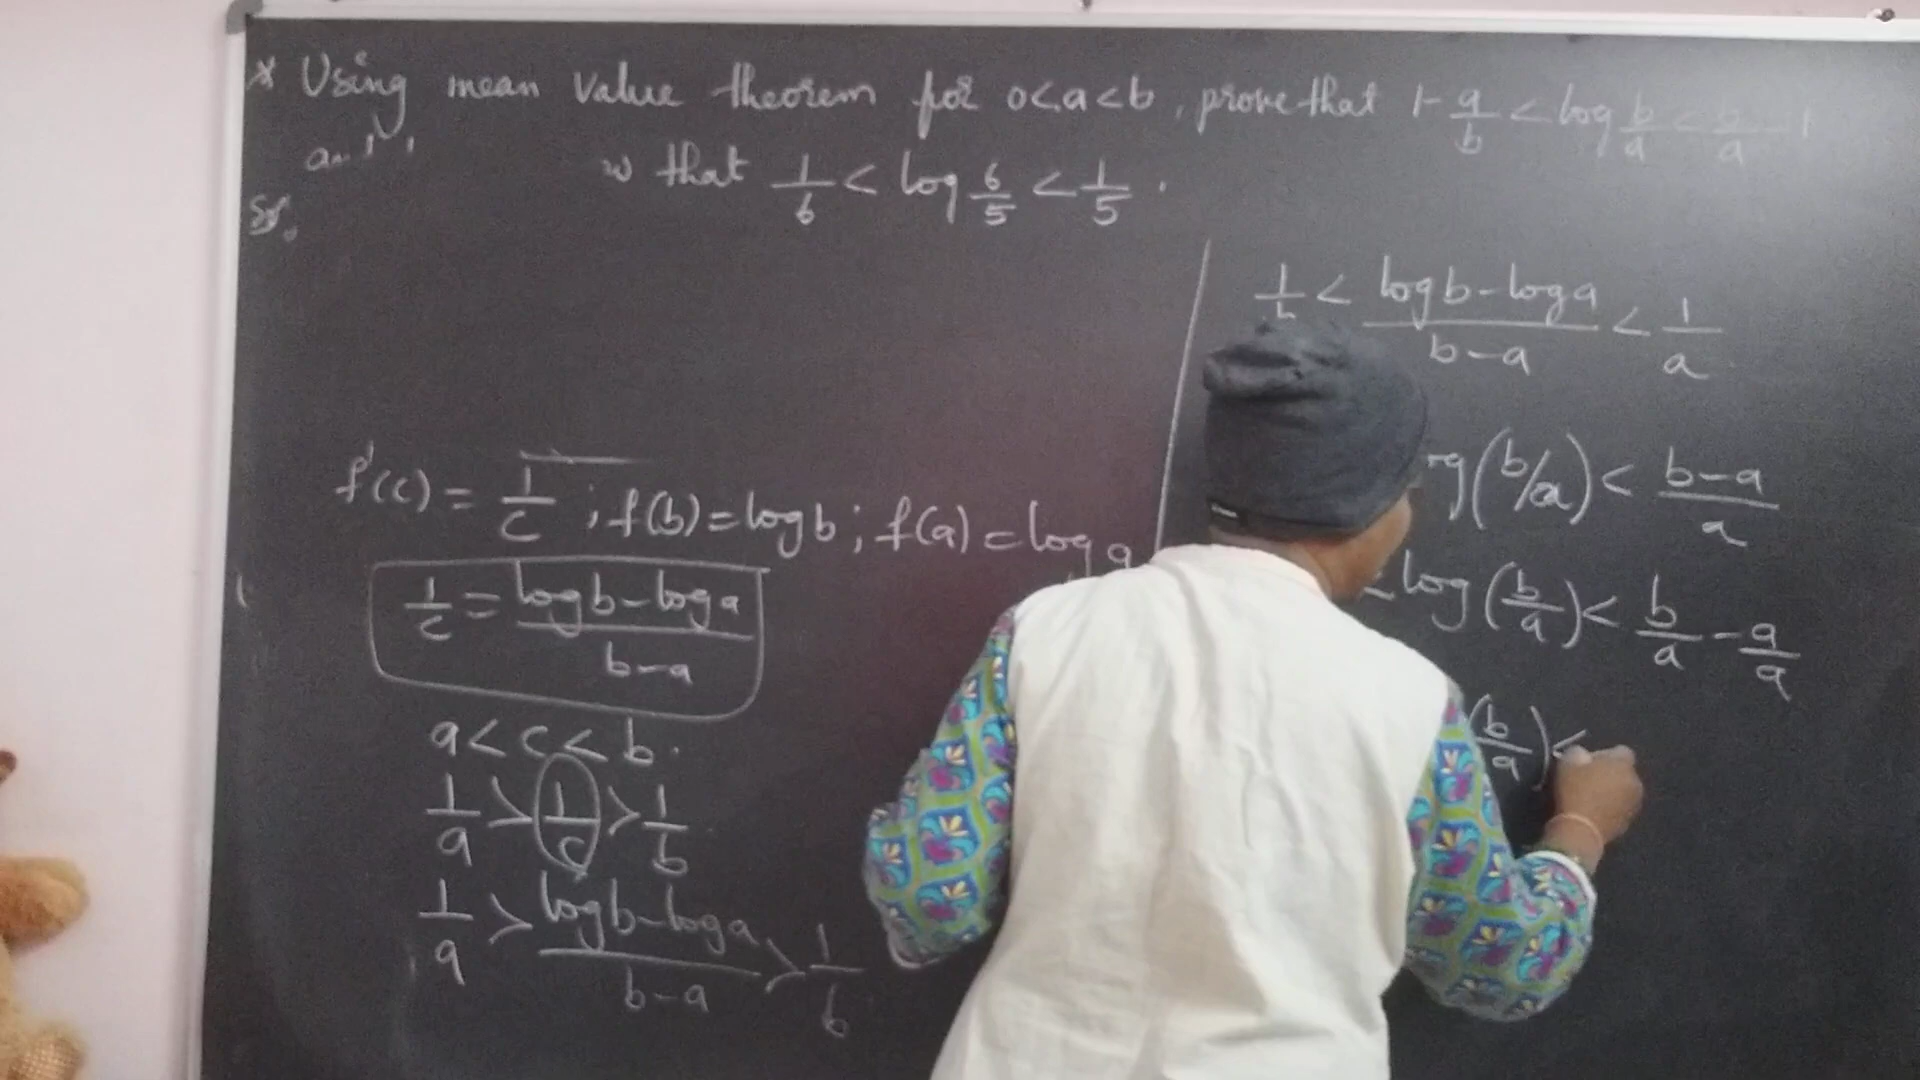 * Using mean value theorem for 0<a<b, prove that 1-a/b < log b/a < b/a -1
that 1/6 < log 6/5 < 1/5.
f'(c) = 1/c ; f(b) = log b ; f(a) = log a
1/c = (log b - log a)/(b-a)
a < c < b.
1/a > 1/c > 1/b
1/a > (log b - log a)/(b-a) > 1/b
1/b < (log b - log a)/(b-a) < 1/a
(b/a) < (b-a)/a
log (b/a) < b/a - a/a
(b/a) <